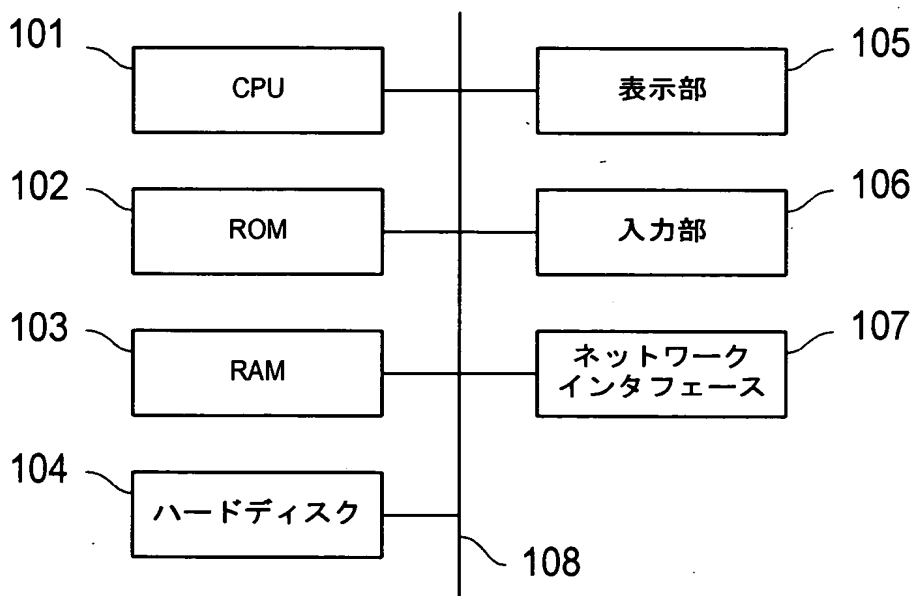 101
CPU
105
表示部
102
ROM
106
入力部
103
RAM
107
ネットワーク
インタフェース
104
ハードディスク
108